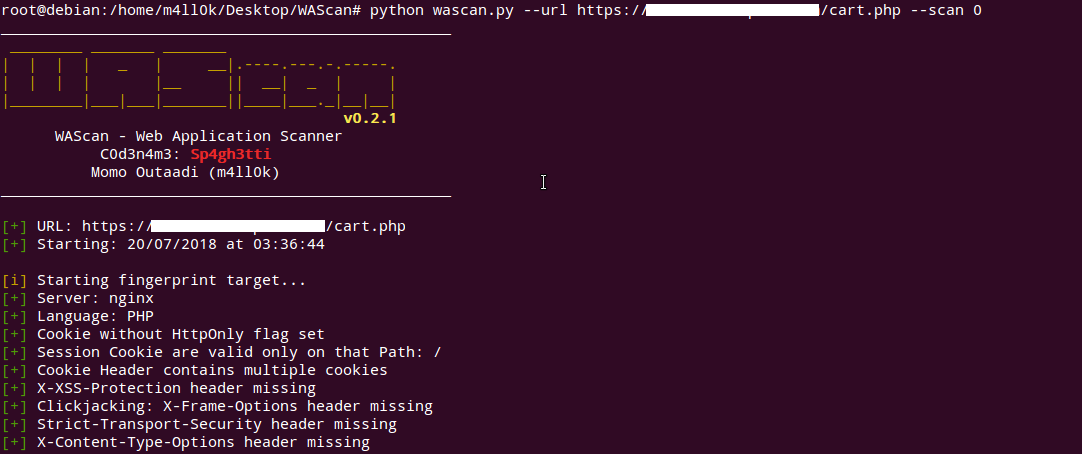 root@debian:/home/m4ll0k/Desktop/WAScan# python wascan.py --url https:///cart.php --scan 0
WAScan
v0.2.1
WAScan - Web Application Scanner
C0d3n4m3: Sp4gh3tti
Momo Outaadi (m4ll0k)
[+] URL: https:///cart.php
[+] Starting: 20/07/2018 at 03:36:44
[i] Starting fingerprint target...
[+] Server: nginx
[+] Language: PHP
[+] Cookie without HttpOnly flag set
[+] Session Cookie are valid only on that Path: /
[+] Cookie Header contains multiple cookies
[+] X-XSS-Protection header missing
[+] Clickjacking: X-Frame-Options header missing
[+] Strict-Transport-Security header missing
[+] X-Content-Type-Options header missing